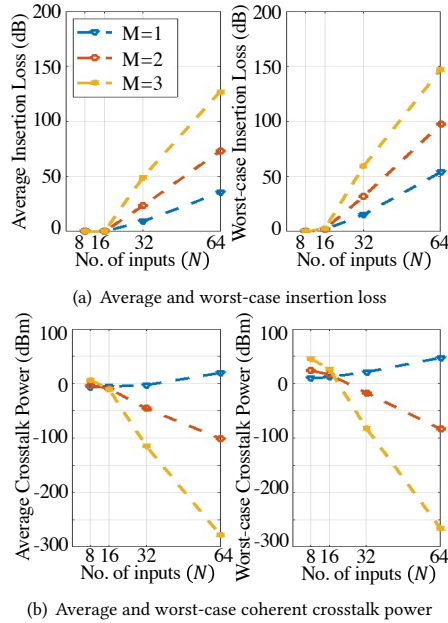 Average Insertion Loss (dB)
200
150
100
50
0
M=1
M=2
M=3
8 16 32 64
No. of inputs (N)
Worst-case Insertion Loss (dB)
200
150
100
50
0
8 16 32 64
No. of inputs (N)
(a) Average and worst-case insertion loss
Average Crosstalk Power (dBm)
100
0
-100
-200
-300
8 16 32 64
No. of inputs (N)
Worst-case Crosstalk Power (dBm)
100
0
-100
-200
-300
8 16 32 64
No. of inputs (N)
(b) Average and worst-case coherent crosstalk power